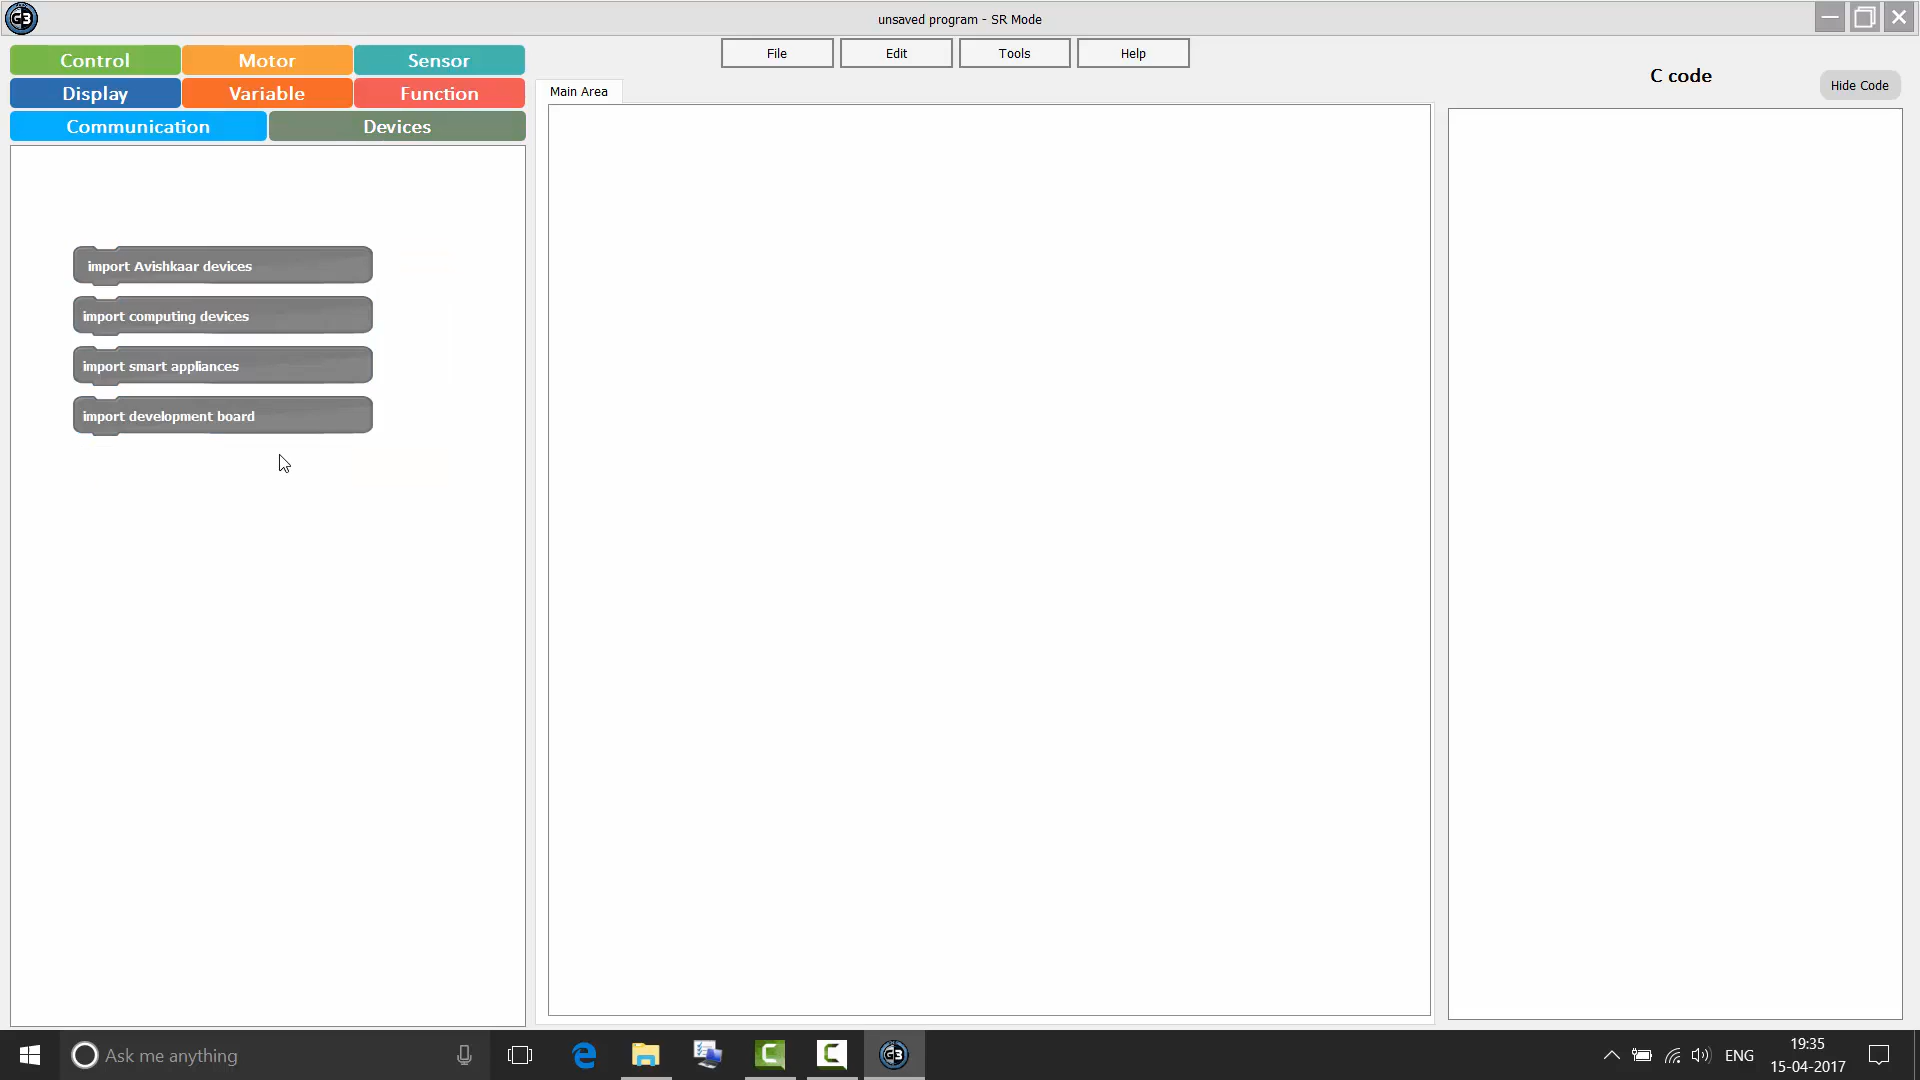 G3
unsaved program - SR Mode
Control
Motor
Sensor
File
Edit
Tools
Help
Display
Variable
Function
Main Area
C code
Hide Code
Communication
Devices
import Avishkaar devices
import computing devices
import smart appliances
import development board
Ask me anything
G3
ENG
19:35
15-04-2017